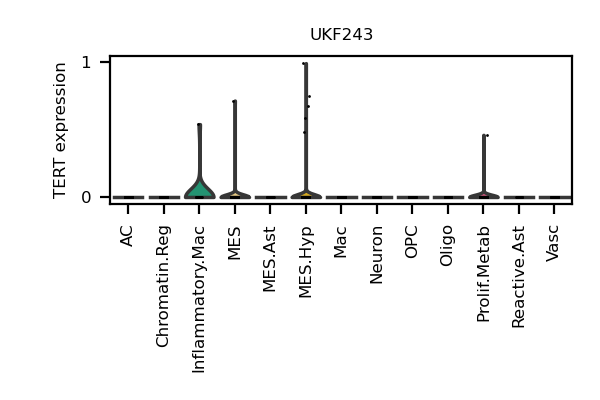 UKF243
TERT expression
1
0
AC
Chromatin.Reg
Inflammatory.Mac
MES
MES.Ast
MES.Hyp
Mac
Neuron
OPC
Oligo
Prolif.Metab
Reactive.Ast
Vasc